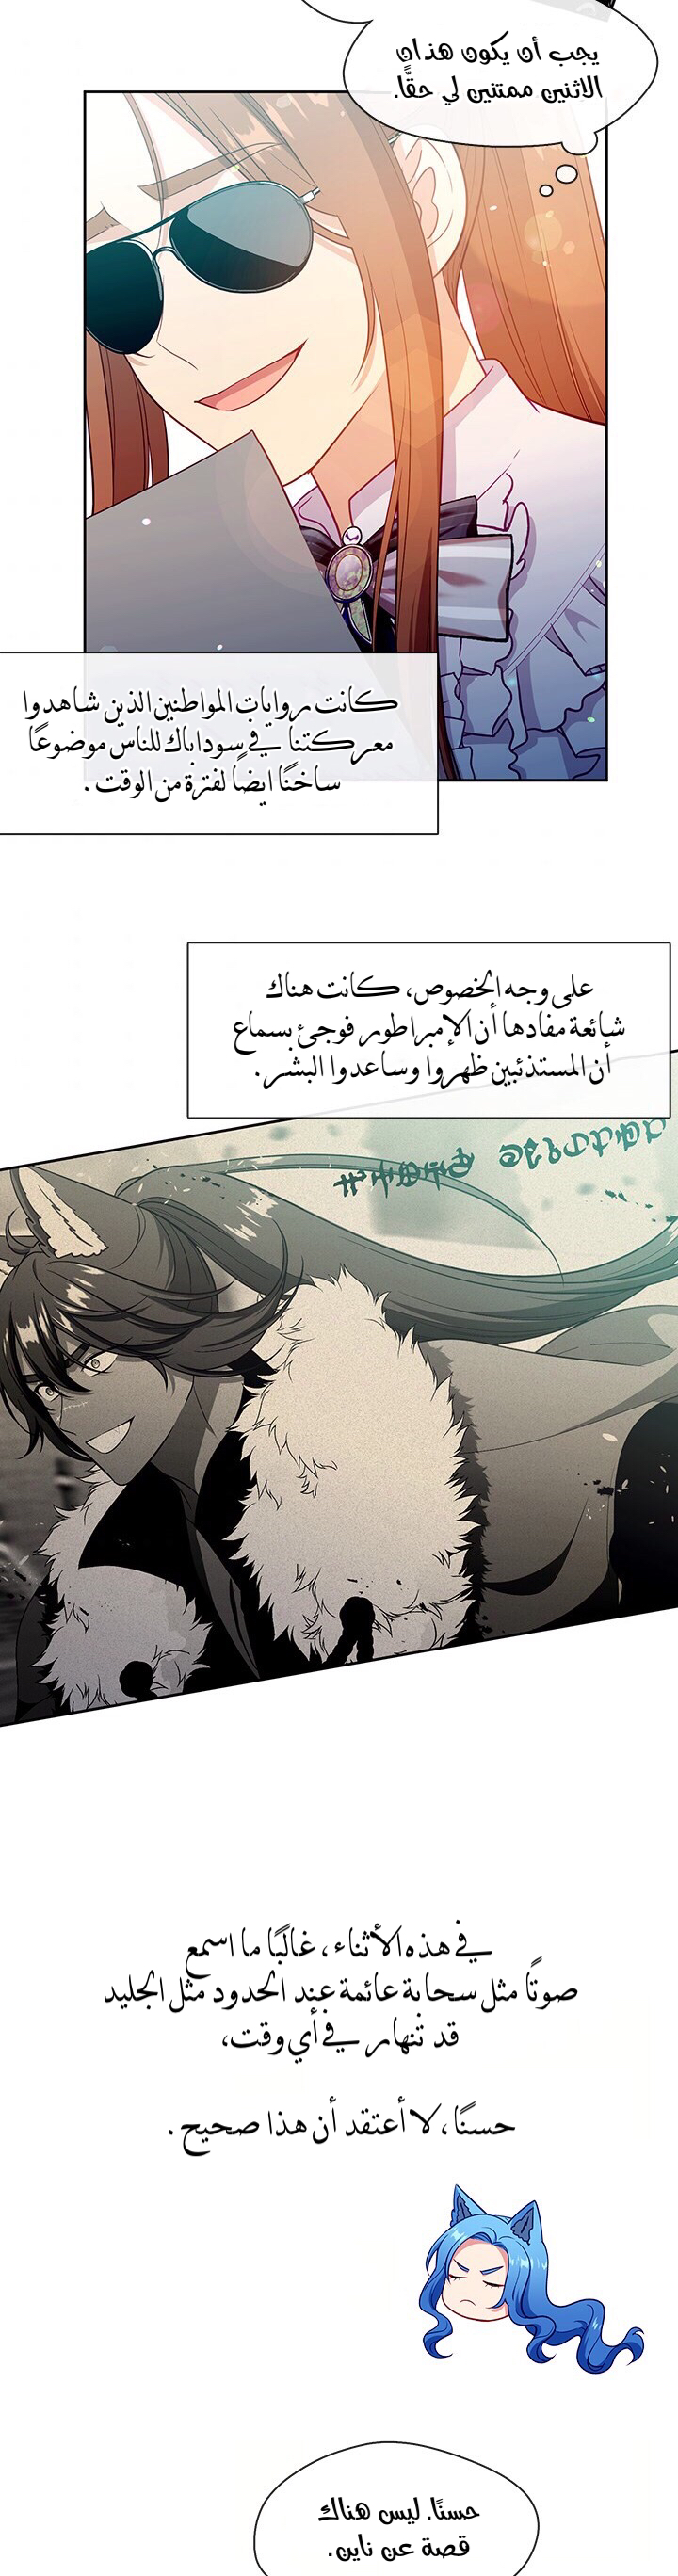 يجب أن يكون هذان
الاثنين ممتنين لي حقًّا.
كانت روايات المواطنين الذين شاهدوا
معركتنا في سوداباك للناس موضوعًا
ساخنًا ايضاً لفترة من الوقت .
على وجه الخصوص، كانت هناك
شائعة مفادها أن الإمبراطور فوجئ بسماع
أن المستذئبين ظهروا وساعدوا البشر.
في هذه الأثناء ، غالبًا ما اسمع
صوتًا مثل سحابة عائمة عند الحدود مثل الجليد
قد تنهار في أي وقت،
حسنًا ، لا أعتقد أن هذا صحيح .
حسنًا. ليس هناك
قصة عن ناين.